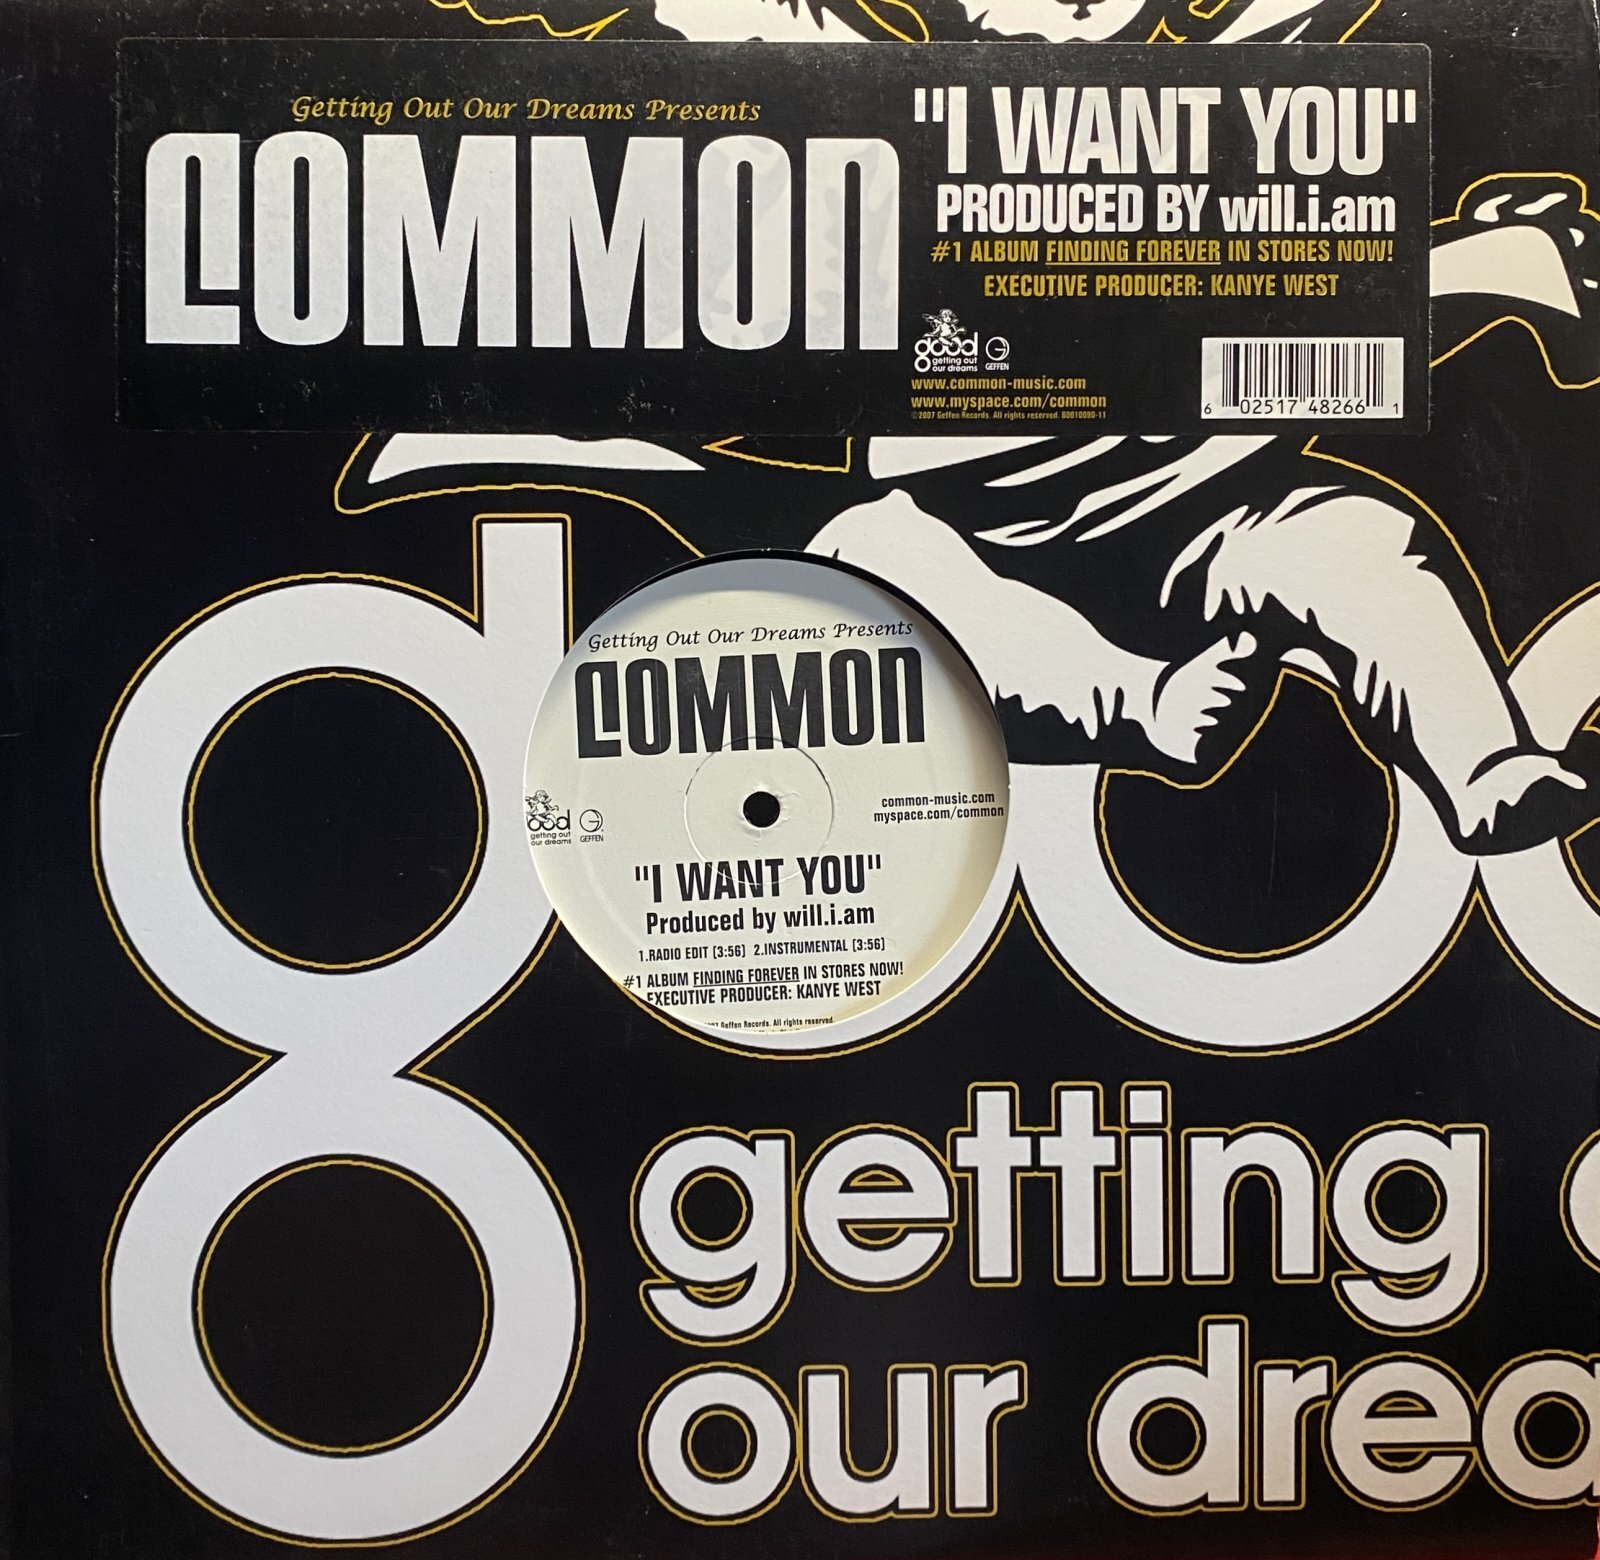 Getting Out Our Dreams Presents
COMMON
"I WANT YOU"
PRODUCED BY will.i.am
#1 ALBUM FINDING FOREVER IN STORES NOW!
EXECUTIVE PRODUCER: KANYE WEST
good
getting out
our dreams
GEFFEN
www.common-music.com
www.myspace.com/common
©2007 Geffen Records. All rights reserved. B0010090-11
6 02517 48266 1
Getting Out Our Dreams Presents
COMMON
ood
getting out
our dreams
GEFFEN
common-music.com
myspace.com/common
"I WANT YOU"
Produced by will.i.am
1.RADIO EDIT [3:56] 2.INSTRUMENTAL [3:56]
#1 ALBUM FINDING FOREVER IN STORES NOW!
EXECUTIVE PRODUCER: KANYE WEST
Geffen Records. All rights reserved.
goo
getting
our drea